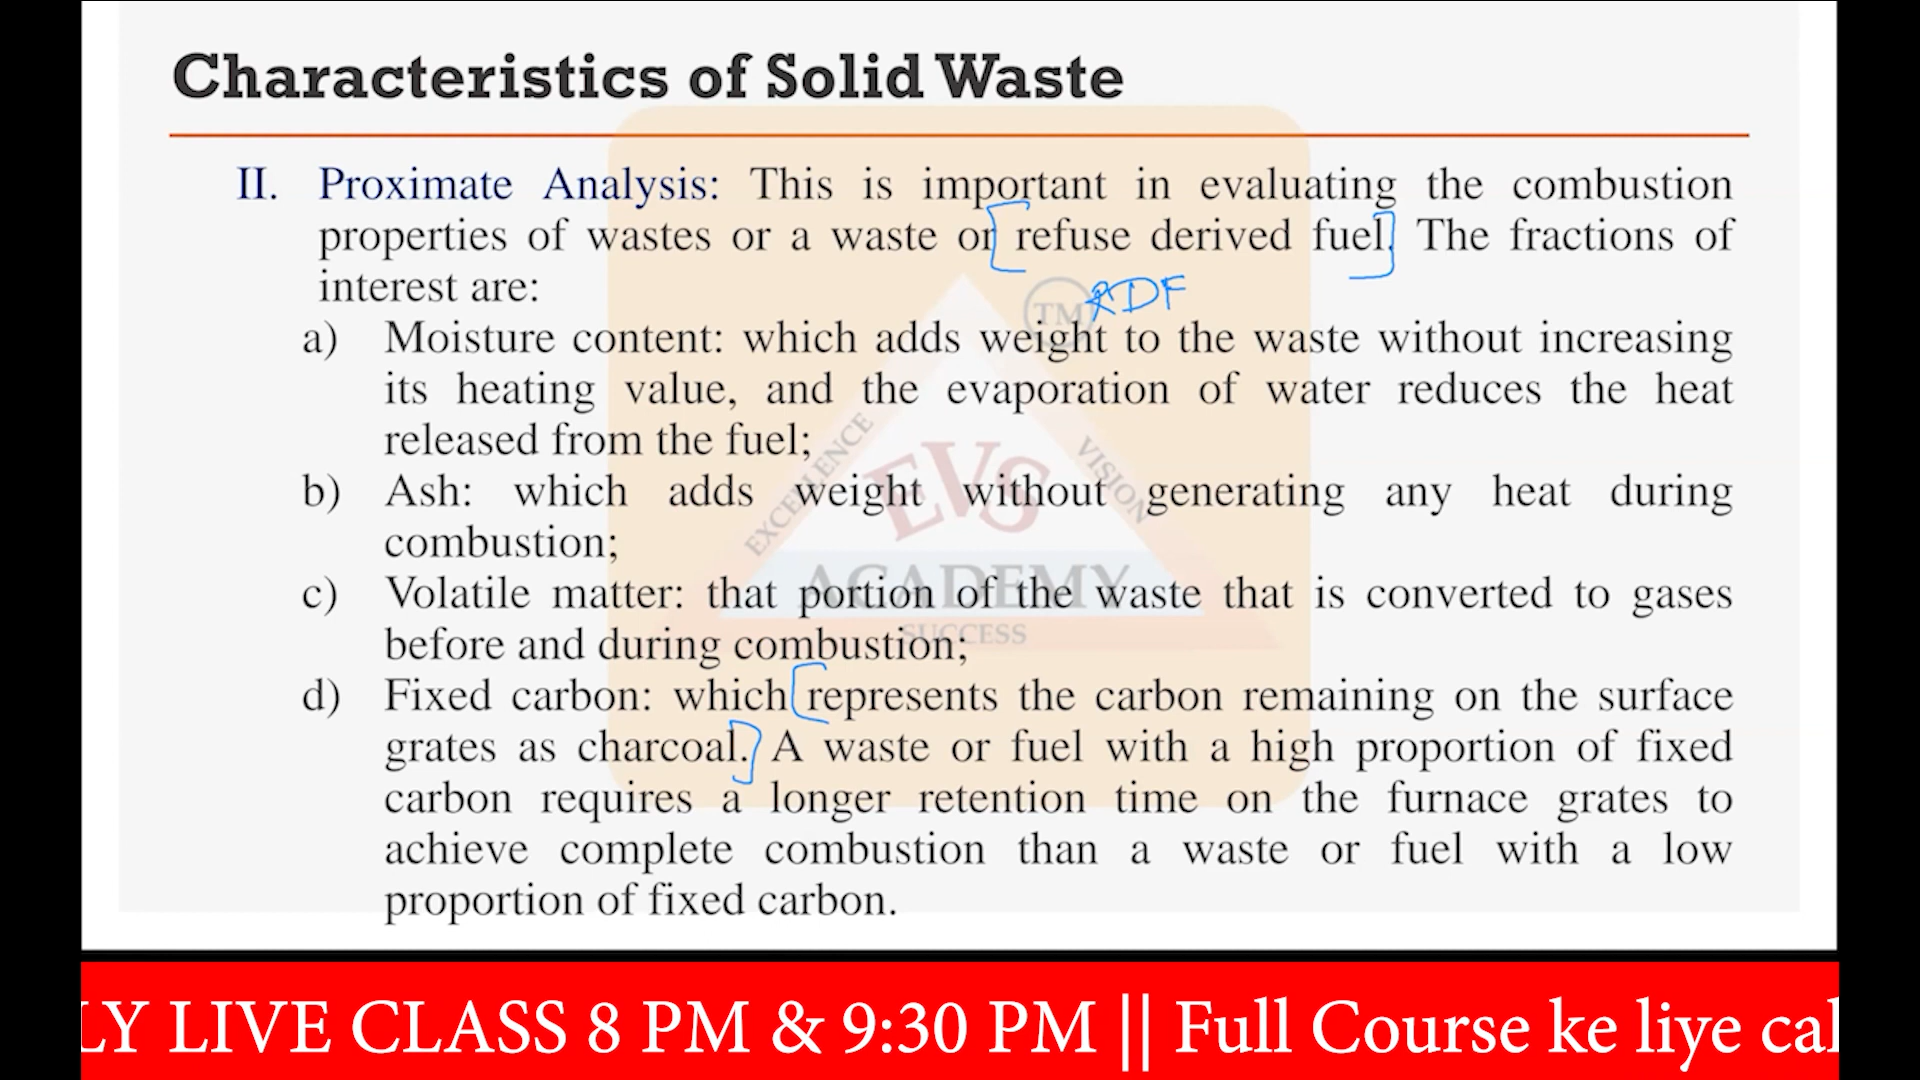 Characteristics of Solid Waste
II. Proximate Analysis: This is important in evaluating the combustion
properties of wastes or a waste or refuse derived fuel. The fractions of
interest are:
RDF
TM
a) Moisture content: which adds weight to the waste without increasing
its heating value, and the evaporation of water reduces the heat
released from the fuel;
b) Ash: which adds weight without generating any heat during
combustion;
c) Volatile matter: that portion of the waste that is converted to gases
before and during combustion;
d) Fixed carbon: which represents the carbon remaining on the surface
grates as charcoal. A waste or fuel with a high proportion of fixed
carbon requires a longer retention time on the furnace grates to
achieve complete combustion than a waste or fuel with a low
proportion of fixed carbon.
EXCELLENCE
VISION
EVS
ACADEMY
SUCCESS
LY LIVE CLASS 8 PM & 9:30 PM || Full Course ke liye cal